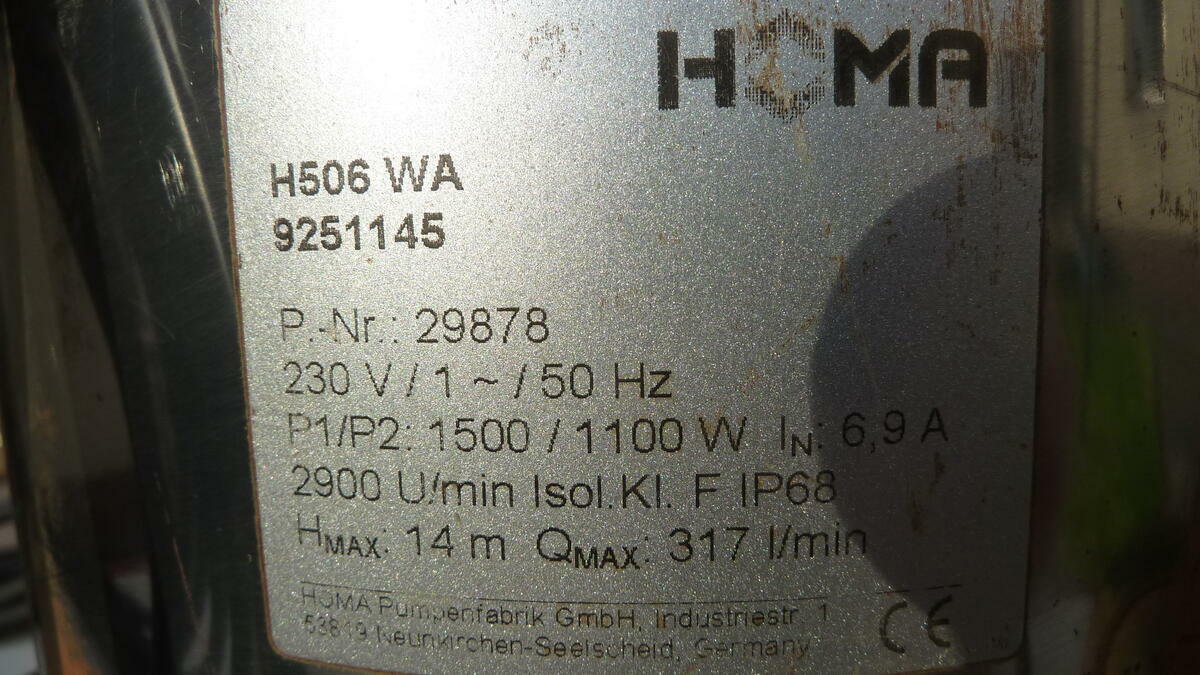 HOMA
H506 WA
9251145
P.-Nr.: 29878
230 V / 1 ~ / 50 Hz
P1/P2: 1500 / 1100 W IN: 6,9 A
2900 U/min Isol.Kl. F IP68
HMAX: 14 m QMAX: 317 l/min
HOMA Pumpenfabrik GmbH, Industriestr. 1
53819 Neunkirchen-Seelscheid, Germany
CE